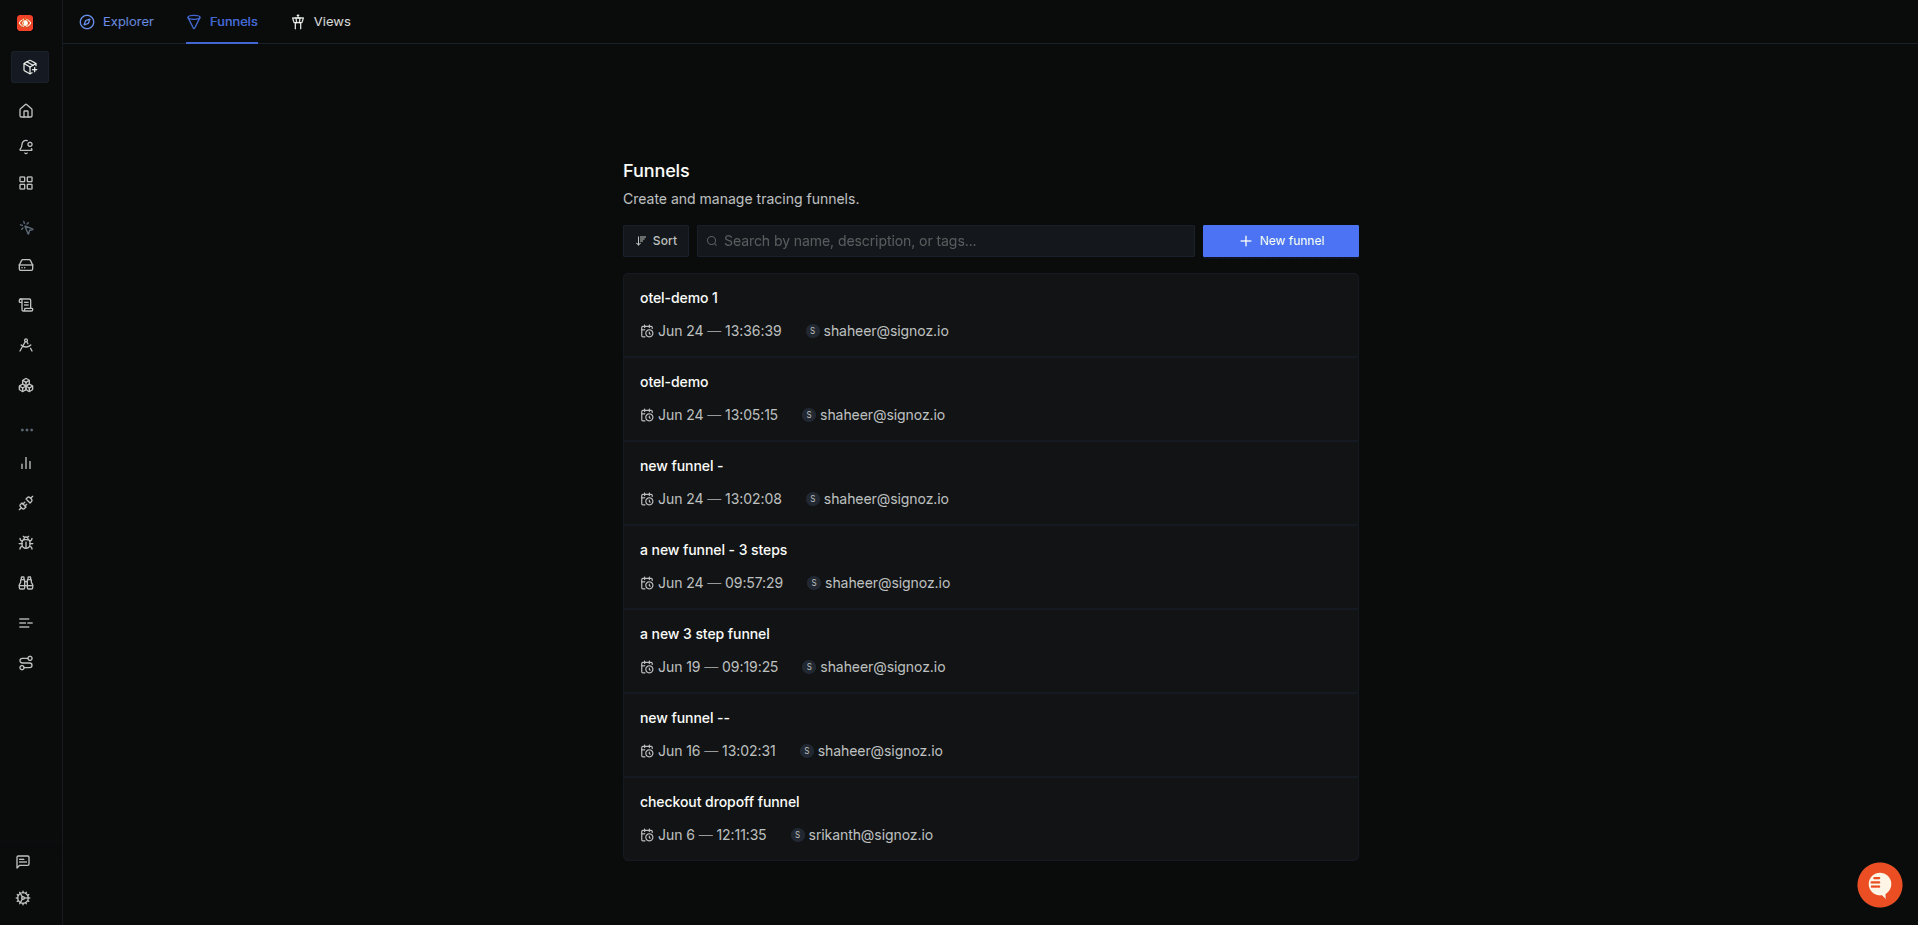 Explorer
Funnels
Views
Funnels
Create and manage tracing funnels.
Sort
Search by name, description, or tags...
New funnel
otel-demo 1
Jun 24 — 13:36:39 S shaheer@signoz.io
otel-demo
Jun 24 — 13:05:15 S shaheer@signoz.io
new funnel -
Jun 24 — 13:02:08 S shaheer@signoz.io
a new funnel - 3 steps
Jun 24 — 09:57:29 S shaheer@signoz.io
a new 3 step funnel
Jun 19 — 09:19:25 S shaheer@signoz.io
new funnel --
Jun 16 — 13:02:31 S shaheer@signoz.io
checkout dropoff funnel
Jun 6 — 12:11:35 S srikanth@signoz.io